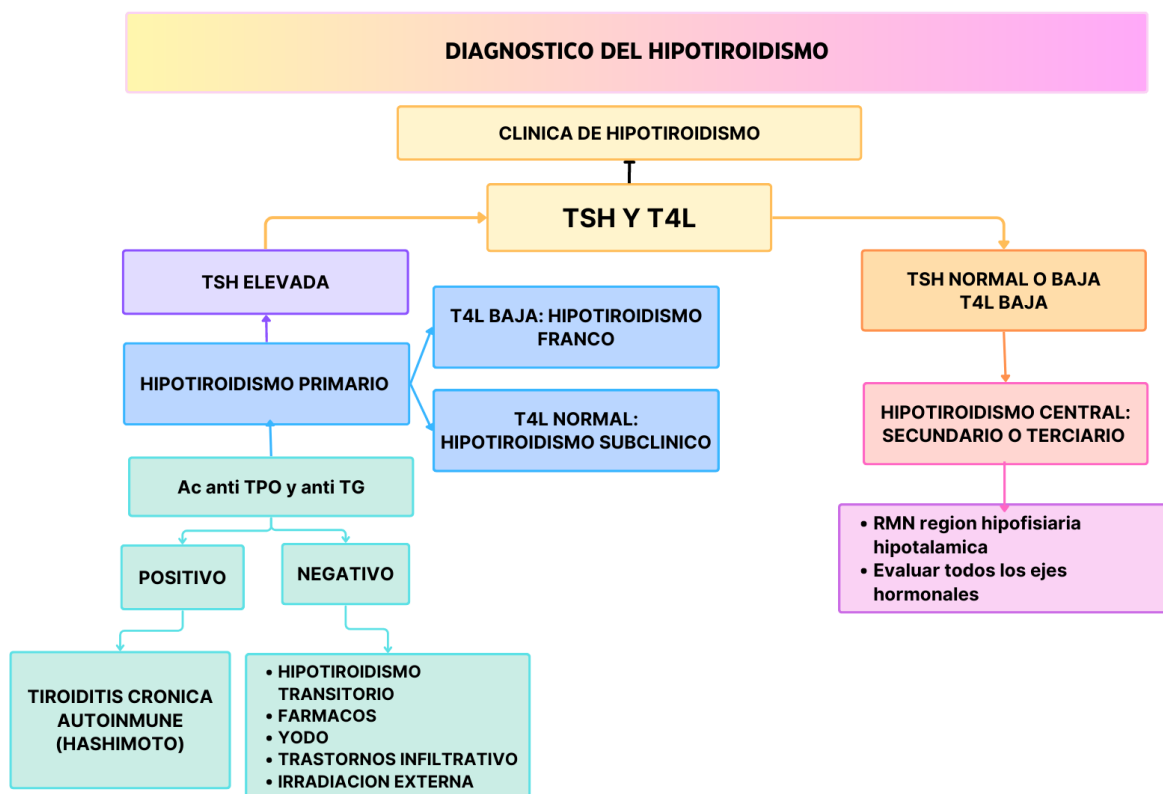 DIAGNOSTICO DEL HIPOTIROIDISMO
CLINICA DE HIPOTIROIDISMO
TSH Y T4L
TSH ELEVADA
TSH NORMAL O BAJA
T4L BAJA
T4L BAJA: HIPOTIROIDISMO
FRANCO
HIPOTIROIDISMO PRIMARIO
T4L NORMAL:
HIPOTIROIDISMO SUBCLINICO
HIPOTIROIDISMO CENTRAL:
SECUNDARIO O TERCIARIO
Ac anti TPO y anti TG
• RMN region hipofisiaria
hipotalamica
• Evaluar todos los ejes
hormonales
POSITIVO
NEGATIVO
TIROIDITIS CRONICA
AUTOINMUNE
(HASHIMOTO)
• HIPOTIROIDISMO
TRANSITORIO
• FARMACOS
• YODO
• TRASTORNOS INFILTRATIVO
• IRRADIACION EXTERNA